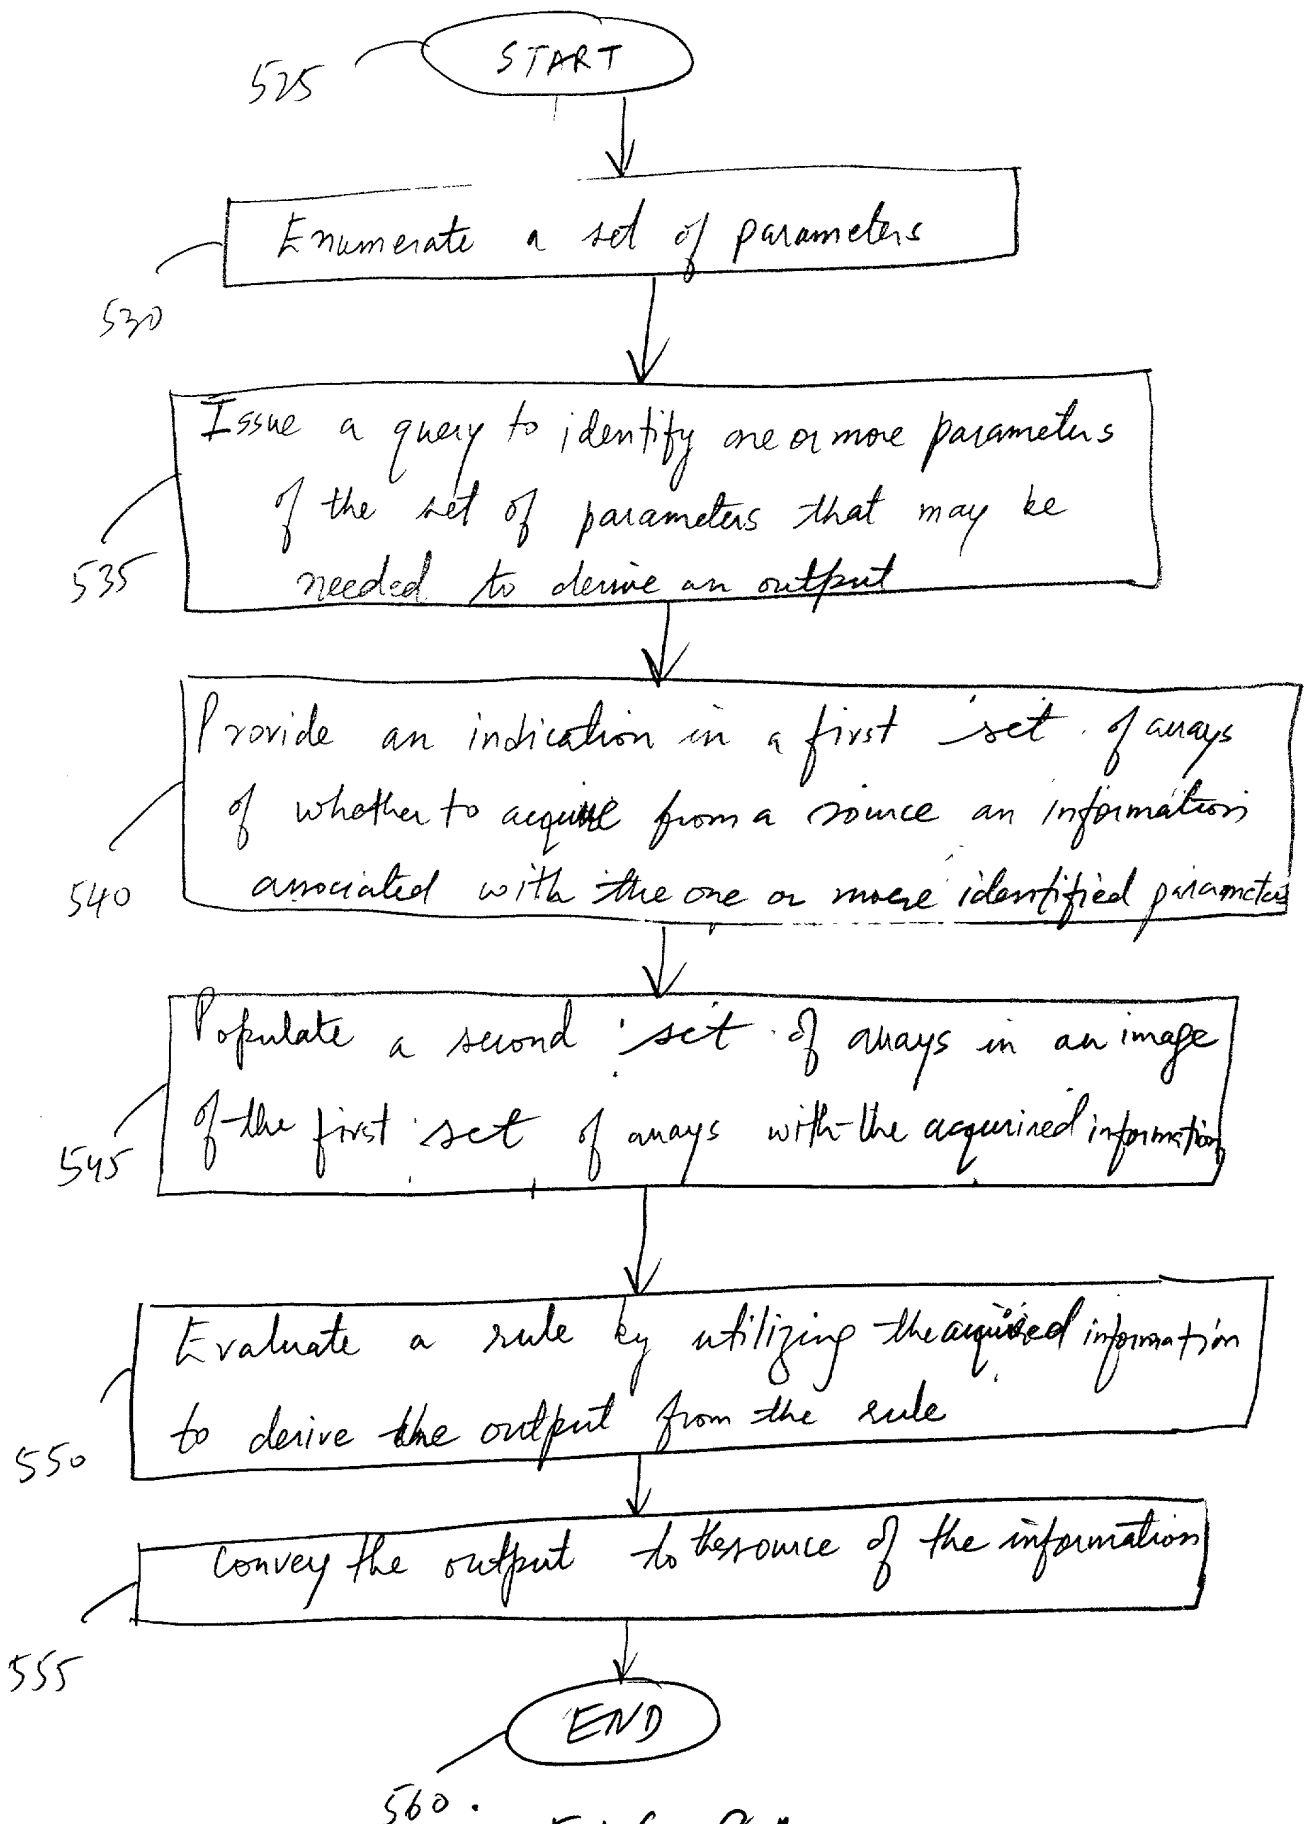 525
START
Enumerate a set of parameters
530
Issue a query to identify one or more parameters
of the set of parameters that may be
needed to derive an output
535
Provide an indication in a first set of arrays
of whether to acquire from a source an information
associated with the one or more identified parameters
540
Populate a second set of arrays in an image
of the first set of arrays with the acquired information
545
Evaluate a rule by utilizing the acquired information
to derive the output from the rule
550
Convey the output to the source of the information
555
END
560.